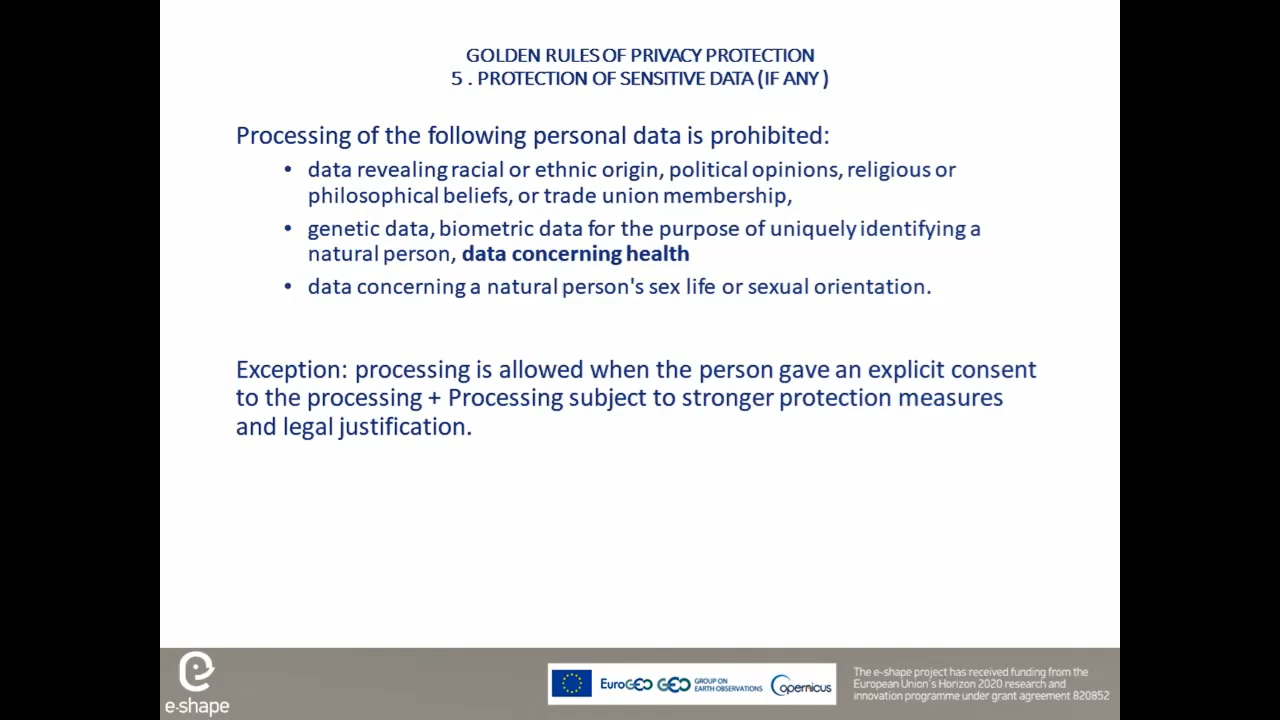 GOLDEN RULES OF PRIVACY PROTECTION
5 . PROTECTION OF SENSITIVE DATA (IF ANY )
Processing of the following personal data is prohibited:
• data revealing racial or ethnic origin, political opinions, religious or
philosophical beliefs, or trade union membership,
• genetic data, biometric data for the purpose of uniquely identifying a
natural person, data concerning health
• data concerning a natural person's sex life or sexual orientation.
Exception: processing is allowed when the person gave an explicit consent
to the processing + Processing subject to stronger protection measures
and legal justification.
e-shape
EuroGEO
GEO
GROUP ON
EARTH OBSERVATIONS
Copernicus
The e-shape project has received funding from the
European Union's Horizon 2020 research and
innovation programme under grant agreement 820852